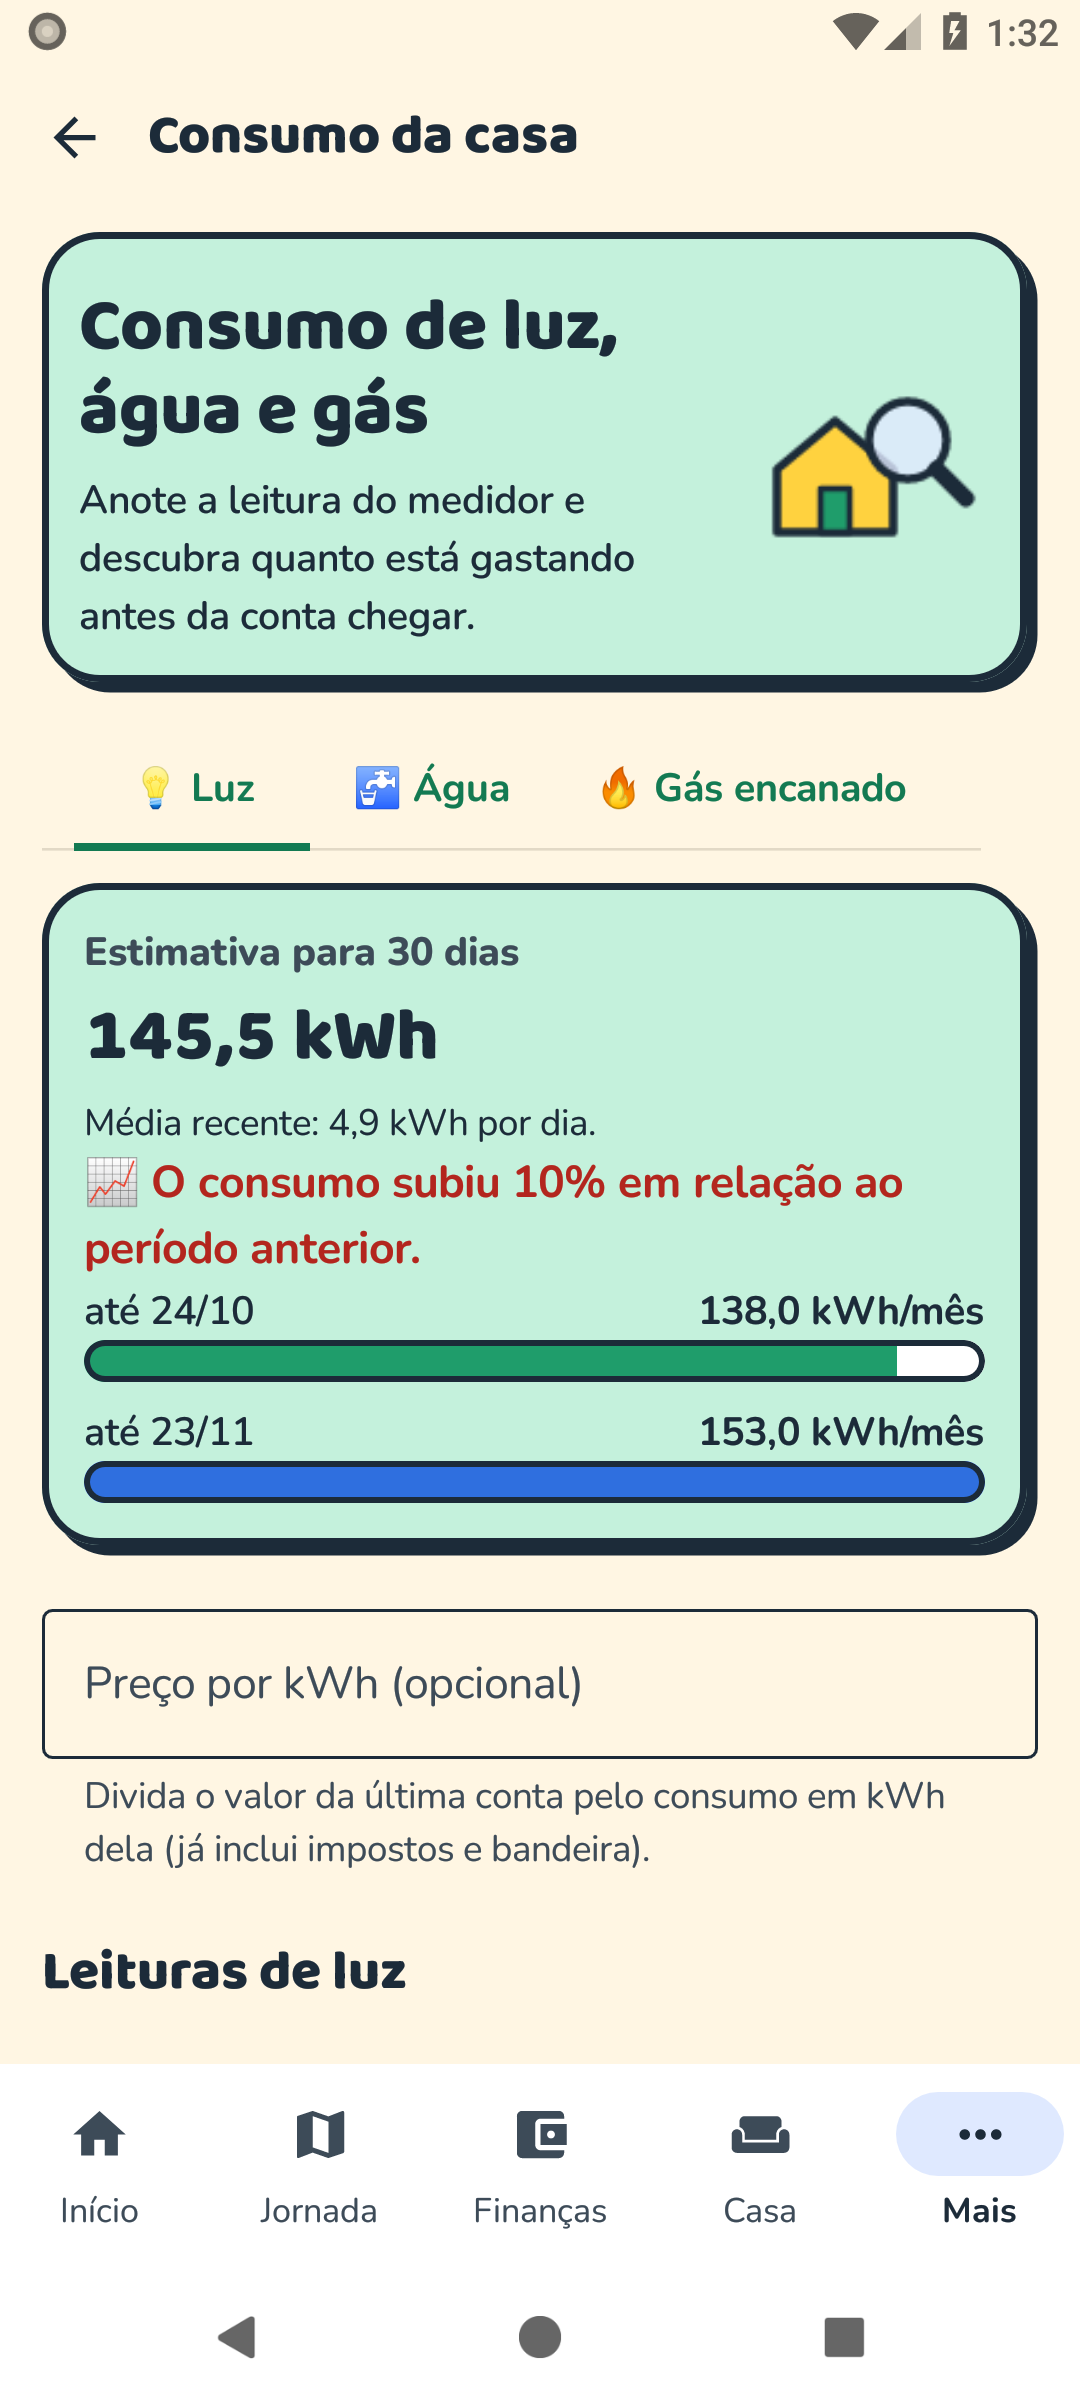 1:32
Consumo da casa
Consumo de luz,
água e gás
Anote a leitura do medidor e
descubra quanto está gastando
antes da conta chegar.
Luz
Água
Gás encanado
Estimativa para 30 dias
145,5 kWh
Média recente: 4,9 kWh por dia.
O consumo subiu 10% em relação ao
período anterior.
até 24/10 138,0 kWh/mês
até 23/11 153,0 kWh/mês
Preço por kWh (opcional)
Divida o valor da última conta pelo consumo em kWh
dela (já inclui impostos e bandeira).
Leituras de luz
Início Jornada Finanças Casa Mais